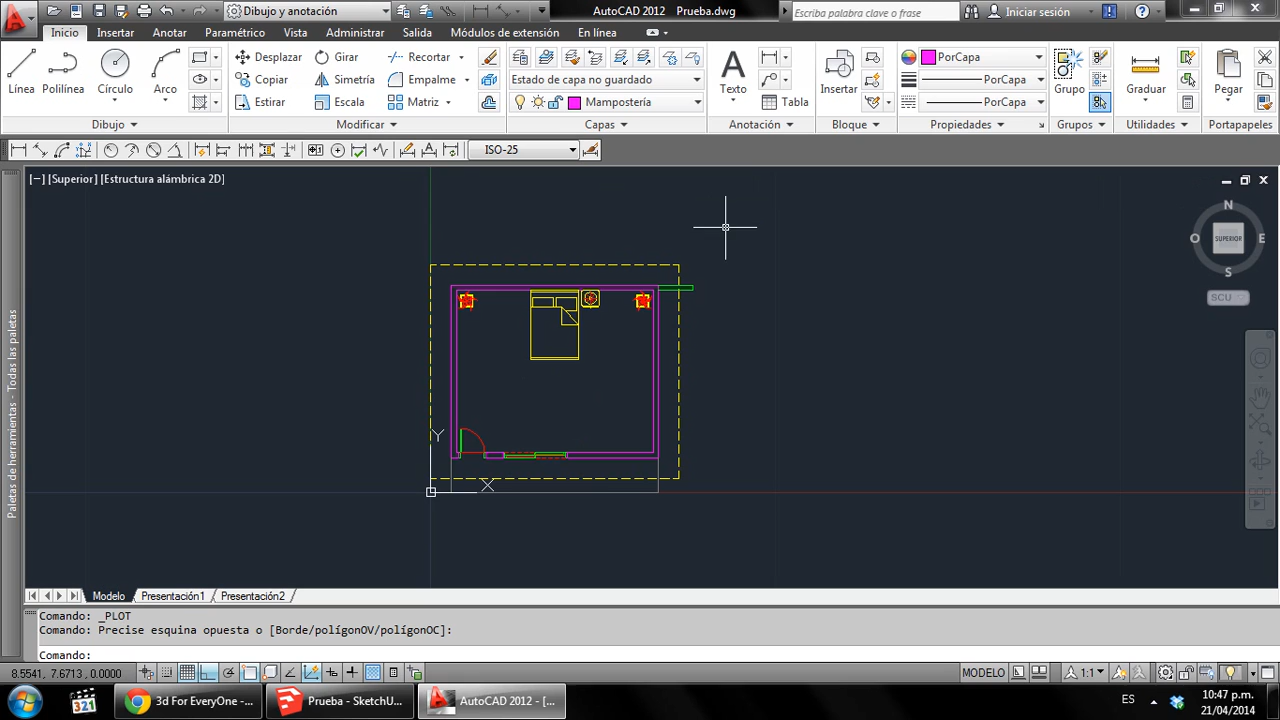 Dibujo y anotación
AutoCAD 2012 Prueba.dwg
Escriba palabra clave o frase
Iniciar sesión
Inicio Insertar Anotar Paramétrico Vista Administrar Salida Módulos de extensión En línea
Línea Polilínea Círculo Arco
Desplazar Girar Recortar
Copiar Simetría Empalme
Estirar Escala Matriz
Estado de capa no guardado
Mampostería
Texto
Tabla
Insertar
PorCapa
PorCapa
PorCapa
Grupo
Graduar
Pegar
Dibujo Modificar Capas Anotación Bloque Propiedades Grupos Utilidades Portapapeles
ISO-25
[−] [Superior] [Estructura alámbrica 2D]
N
O SUPERIOR E
S
SCU
Y
X
Paletas de herramientas - Todas las paletas
Modelo Presentación1 Presentación2
Comando: _PLOT
Comando: Precise esquina opuesta o [Borde/polígonOV/polígonOC]:
Comando:
8.5541, 7.6713, 0.0000
MODELO
1:1
321
3d For EveryOne -...
Prueba - SketchU...
AutoCAD 2012 - [...
ES
10:47 p.m.
21/04/2014